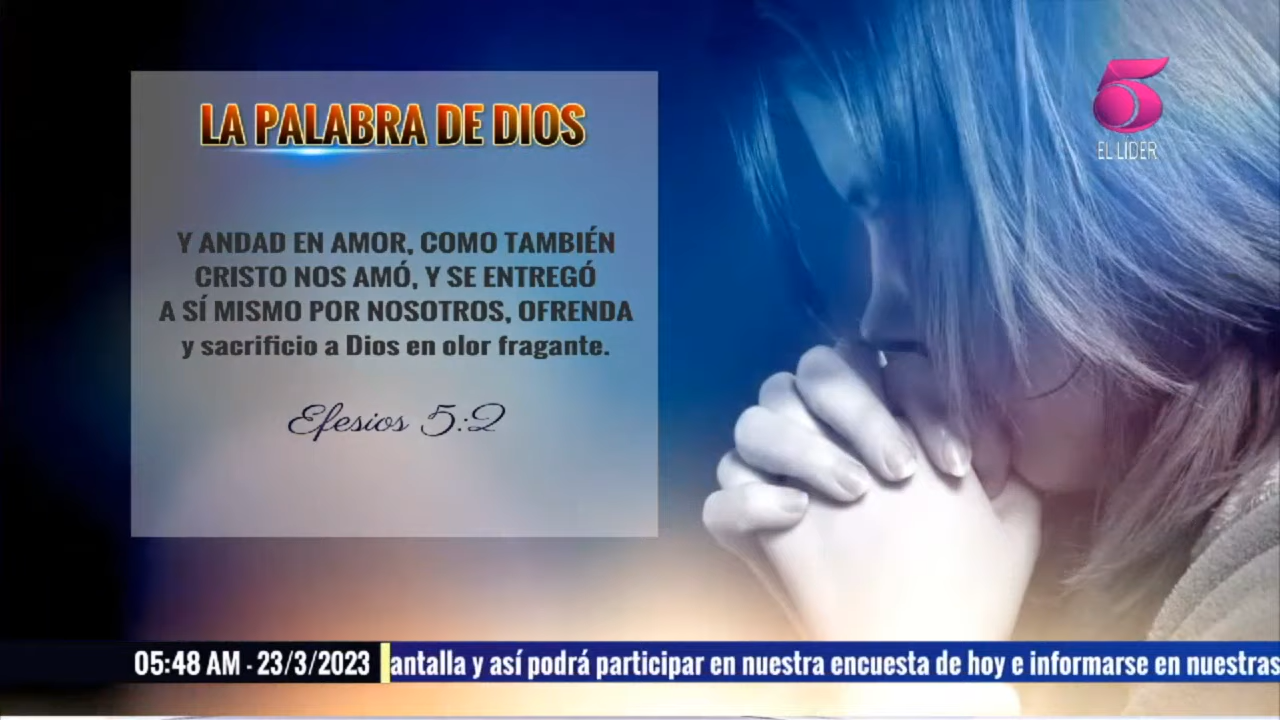 LA PALABRA DE DIOS
5
EL LIDER
Y ANDAD EN AMOR, COMO TAMBIÉN
CRISTO NOS AMÓ, Y SE ENTREGÓ
A SÍ MISMO POR NOSOTROS, OFRENDA
y sacrificio a Dios en olor fragante.
Efesios 5:2
05:48 AM - 23/3/2023 antalla y así podrá participar en nuestra encuesta de hoy e informarse en nuestras